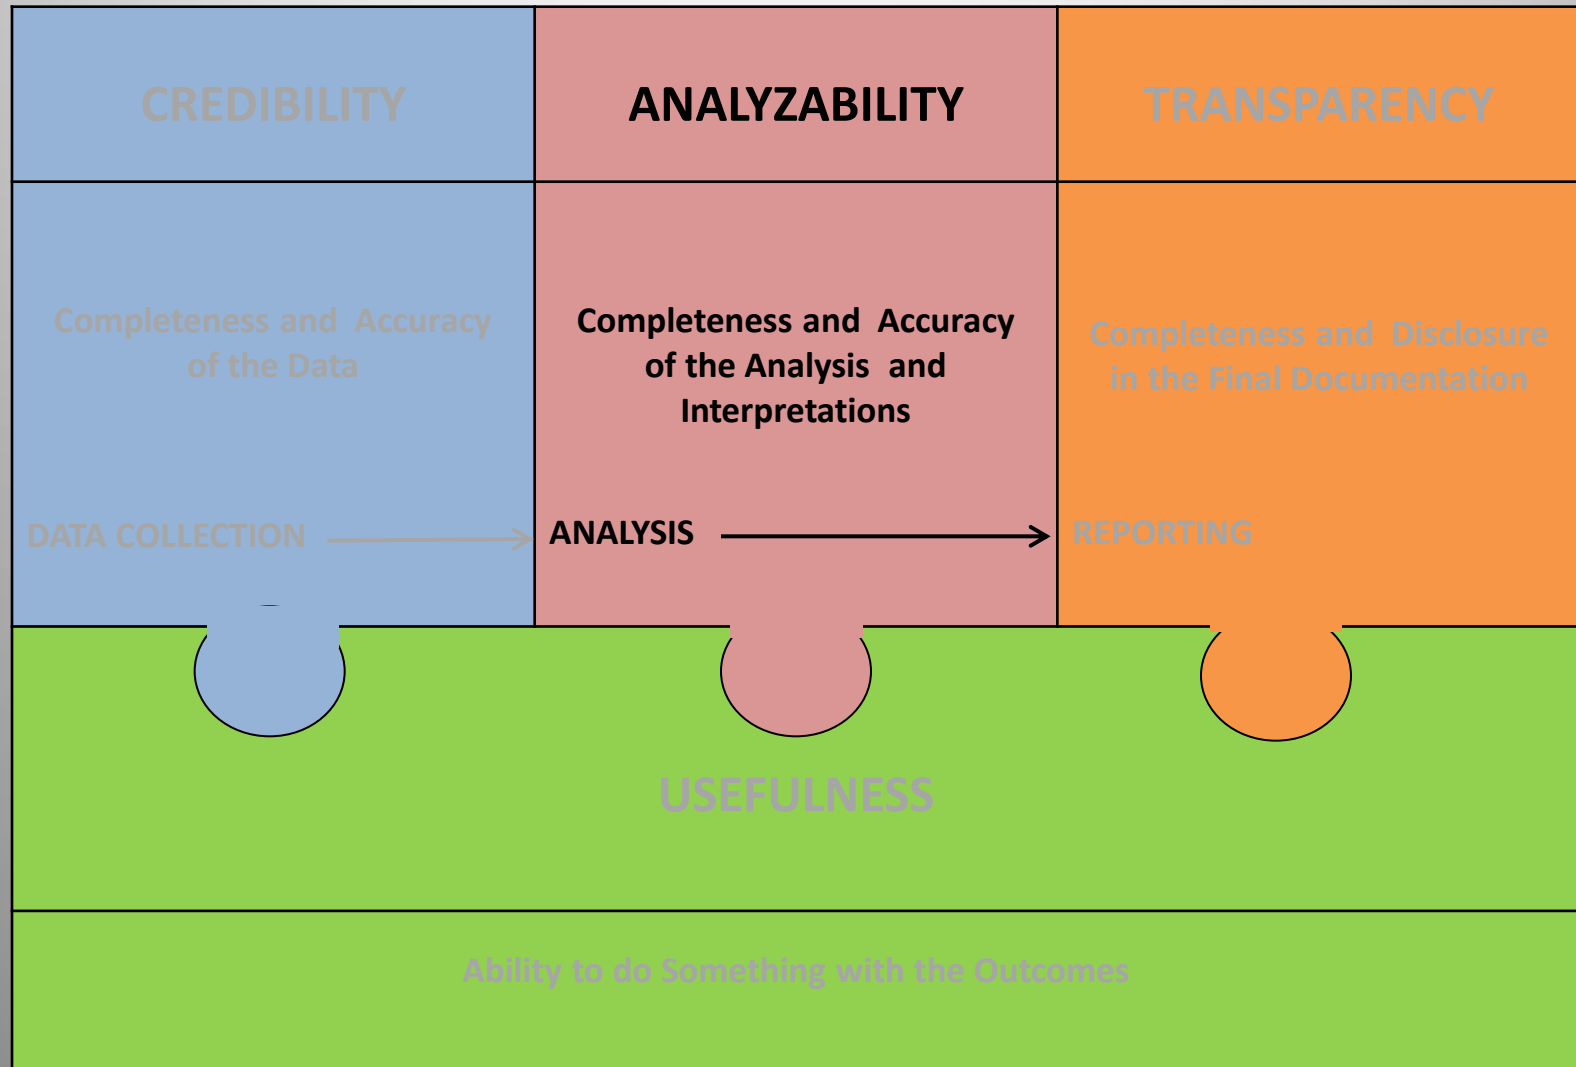 CREDIBILITY
ANALYZABILITY
TRANSPARENCY
Completeness and Accuracy
of the Data
Completeness and Accuracy
of the Analysis and
Interpretations
Completeness and Disclosure
in the Final Documentation
DATA COLLECTION
ANALYSIS
REPORTING
USEFULNESS
Ability to do Something with the Outcomes